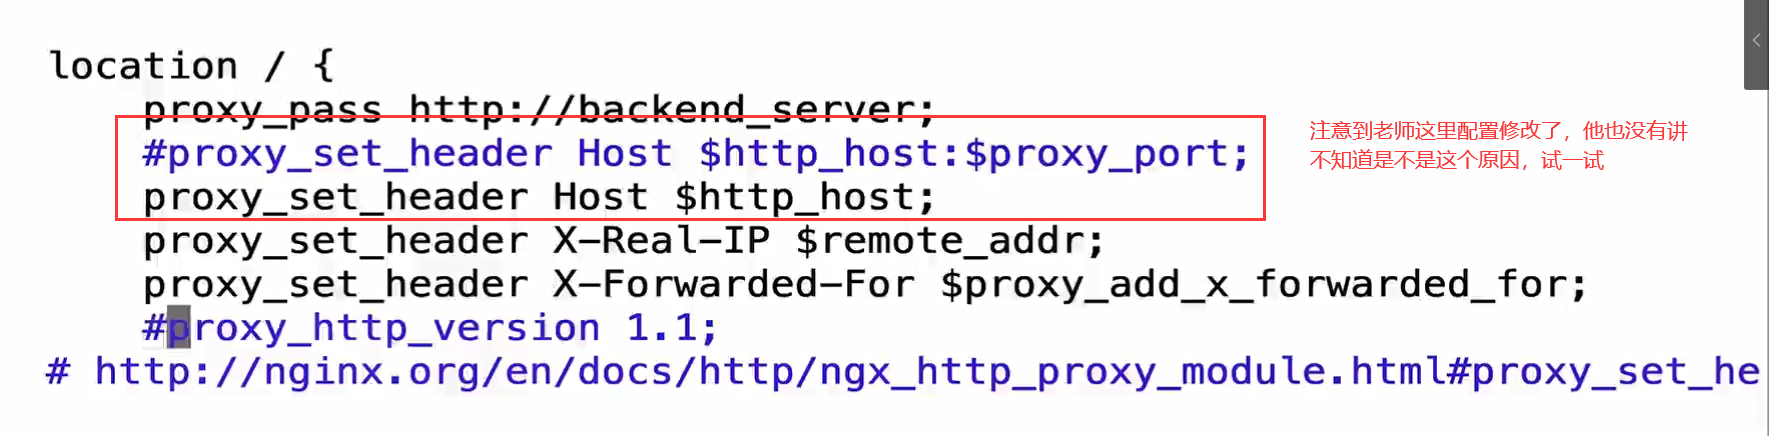 location / {
proxy_pass http://backend_server;
#proxy_set_header Host $http_host:$proxy_port;
注意到老师这里配置修改了，他也没有讲
不知道是不是这个原因，试一试
proxy_set_header Host $http_host;
proxy_set_header X-Real-IP $remote_addr;
proxy_set_header X-Forwarded-For $proxy_add_x_forwarded_for;
#proxy_http_version 1.1;
# http://nginx.org/en/docs/http/ngx_http_proxy_module.html#proxy_set_he